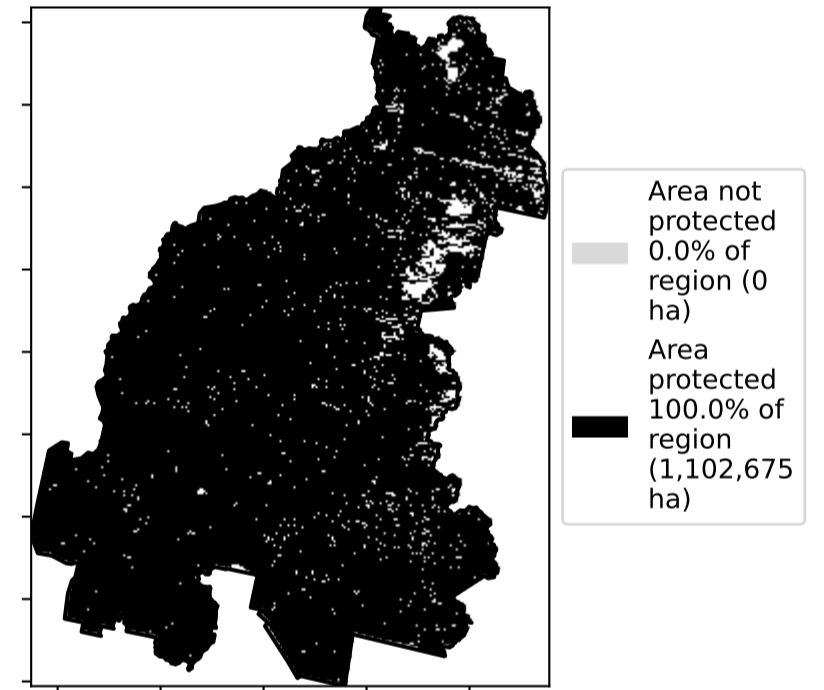 Area not
protected
0.0% of
region (0
ha)
Area
protected
100.0% of
region
(1,102,675
ha)